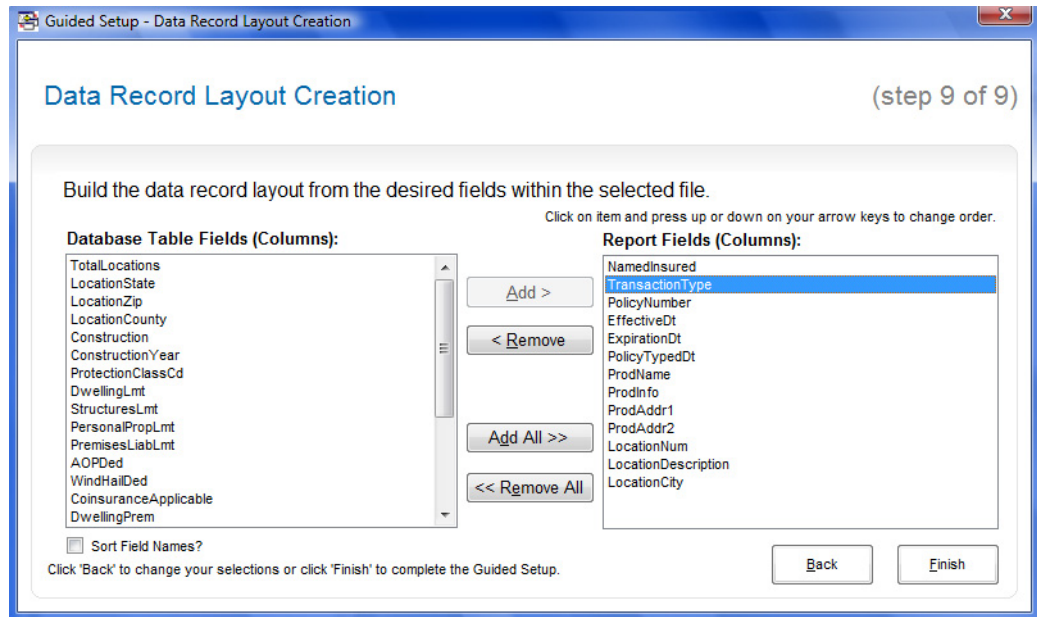 Guided Setup - Data Record Layout Creation
Data Record Layout Creation
(step 9 of 9)
Build the data record layout from the desired fields within the selected file.
Click on item and press up or down on your arrow keys to change order.
Database Table Fields (Columns):
TotalLocations
LocationState
LocationZip
LocationCounty
Construction
ConstructionYear
ProtectionClassCd
DwellingLmt
StructuresLmt
PersonalPropLmt
PremisesLiabLmt
AOPDed
WindHailDed
CoinsuranceApplicable
DwellingPrem
Add >
< Remove
Add All >>
<< Remove All
Report Fields (Columns):
NamedInsured
TransactionType
PolicyNumber
EffectiveDt
ExpirationDt
PolicyTypedDt
ProdName
ProdInfo
ProdAddr1
ProdAddr2
LocationNum
LocationDescription
LocationCity
Sort Field Names?
Click 'Back' to change your selections or click 'Finish' to complete the Guided Setup.
Back
Finish